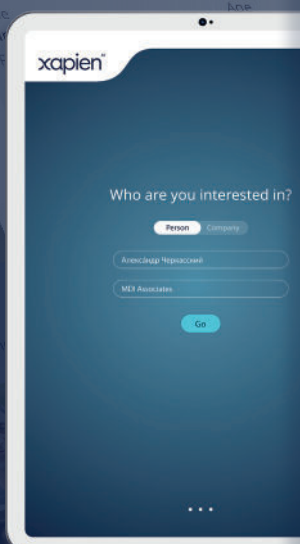 xapien
Who are you interested in?
Person Company
Александр Черкасский
MDI Associates
Go